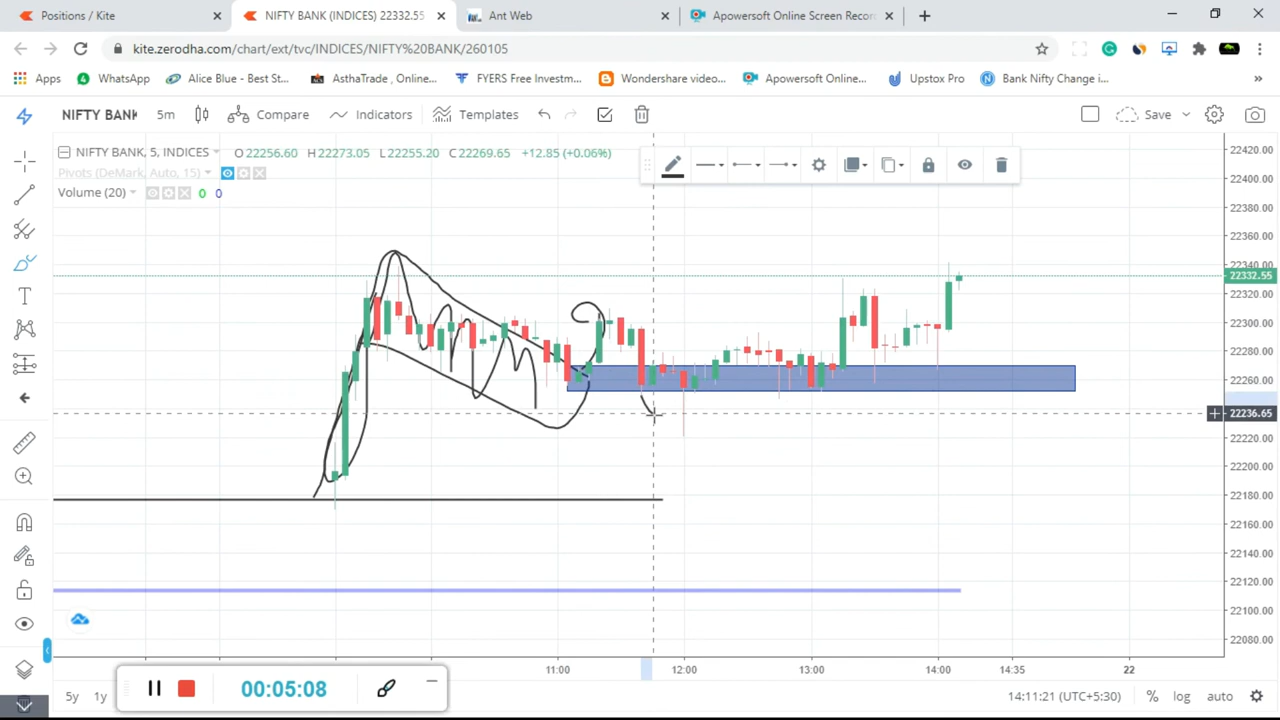 Positions / Kite
NIFTY BANK (INDICES) 22332.55
Ant Web
Apowersoft Online Screen Recor
kite.zerodha.com/chart/ext/tvc/INDICES/NIFTY%20BANK/260105
Apps
WhatsApp
Alice Blue - Best St...
AsthaTrade , Online...
FYERS Free Investm...
Wondershare video...
Apowersoft Online...
Upstox Pro
Bank Nifty Change i...
»
NIFTY BANK
5m
Compare
Indicators
Templates
Save
NIFTY BANK, 5, INDICES
O 22256.60 H 22273.05 L 22255.20 C 22269.65 +12.85 (+0.06%)
Pivots (DeMark, Auto, 15)
Volume (20)
0 0
22420.00
22400.00
22380.00
22360.00
22340.00
22332.55
22320.00
22300.00
22280.00
22260.00
22236.65
22220.00
22200.00
22180.00
22160.00
22140.00
22120.00
22100.00
22080.00
11:00 12:00 13:00 14:00 14:35 22
5y 1y
00:05:08
14:11:21 (UTC+5:30) % log auto